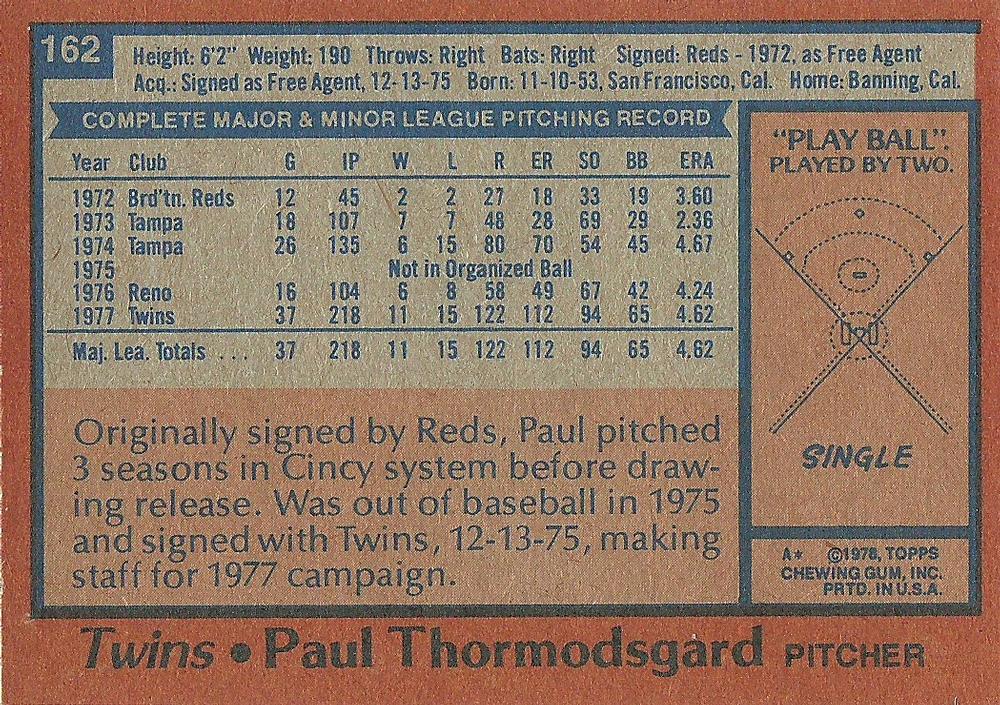 162
Height: 6'2" Weight: 190 Throws: Right Bats: Right Signed: Reds - 1972, as Free Agent
Acq.: Signed as Free Agent, 12-13-75 Born: 11-10-53, San Francisco, Cal. Home: Banning, Cal.
COMPLETE MAJOR & MINOR LEAGUE PITCHING RECORD
Year Club G IP W L R ER SO BB ERA
1972 Brd'tn. Reds 12 45 2 2 27 18 33 19 3.60
1973 Tampa 18 107 7 7 48 28 69 29 2.36
1974 Tampa 26 135 6 15 80 70 54 45 4.67
1975 Not in Organized Ball
1976 Reno 16 104 6 8 58 49 67 42 4.24
1977 Twins 37 218 11 15 122 112 94 65 4.62
Maj. Lea. Totals ... 37 218 11 15 122 112 94 65 4.62
Originally signed by Reds, Paul pitched
3 seasons in Cincy system before draw-
ing release. Was out of baseball in 1975
and signed with Twins, 12-13-75, making
staff for 1977 campaign.
"PLAY BALL":
PLAYED BY TWO.
SINGLE
A* ©1978, TOPPS
CHEWING GUM, INC.
PRTD. IN U.S.A.
Twins • Paul Thormodsgard PITCHER